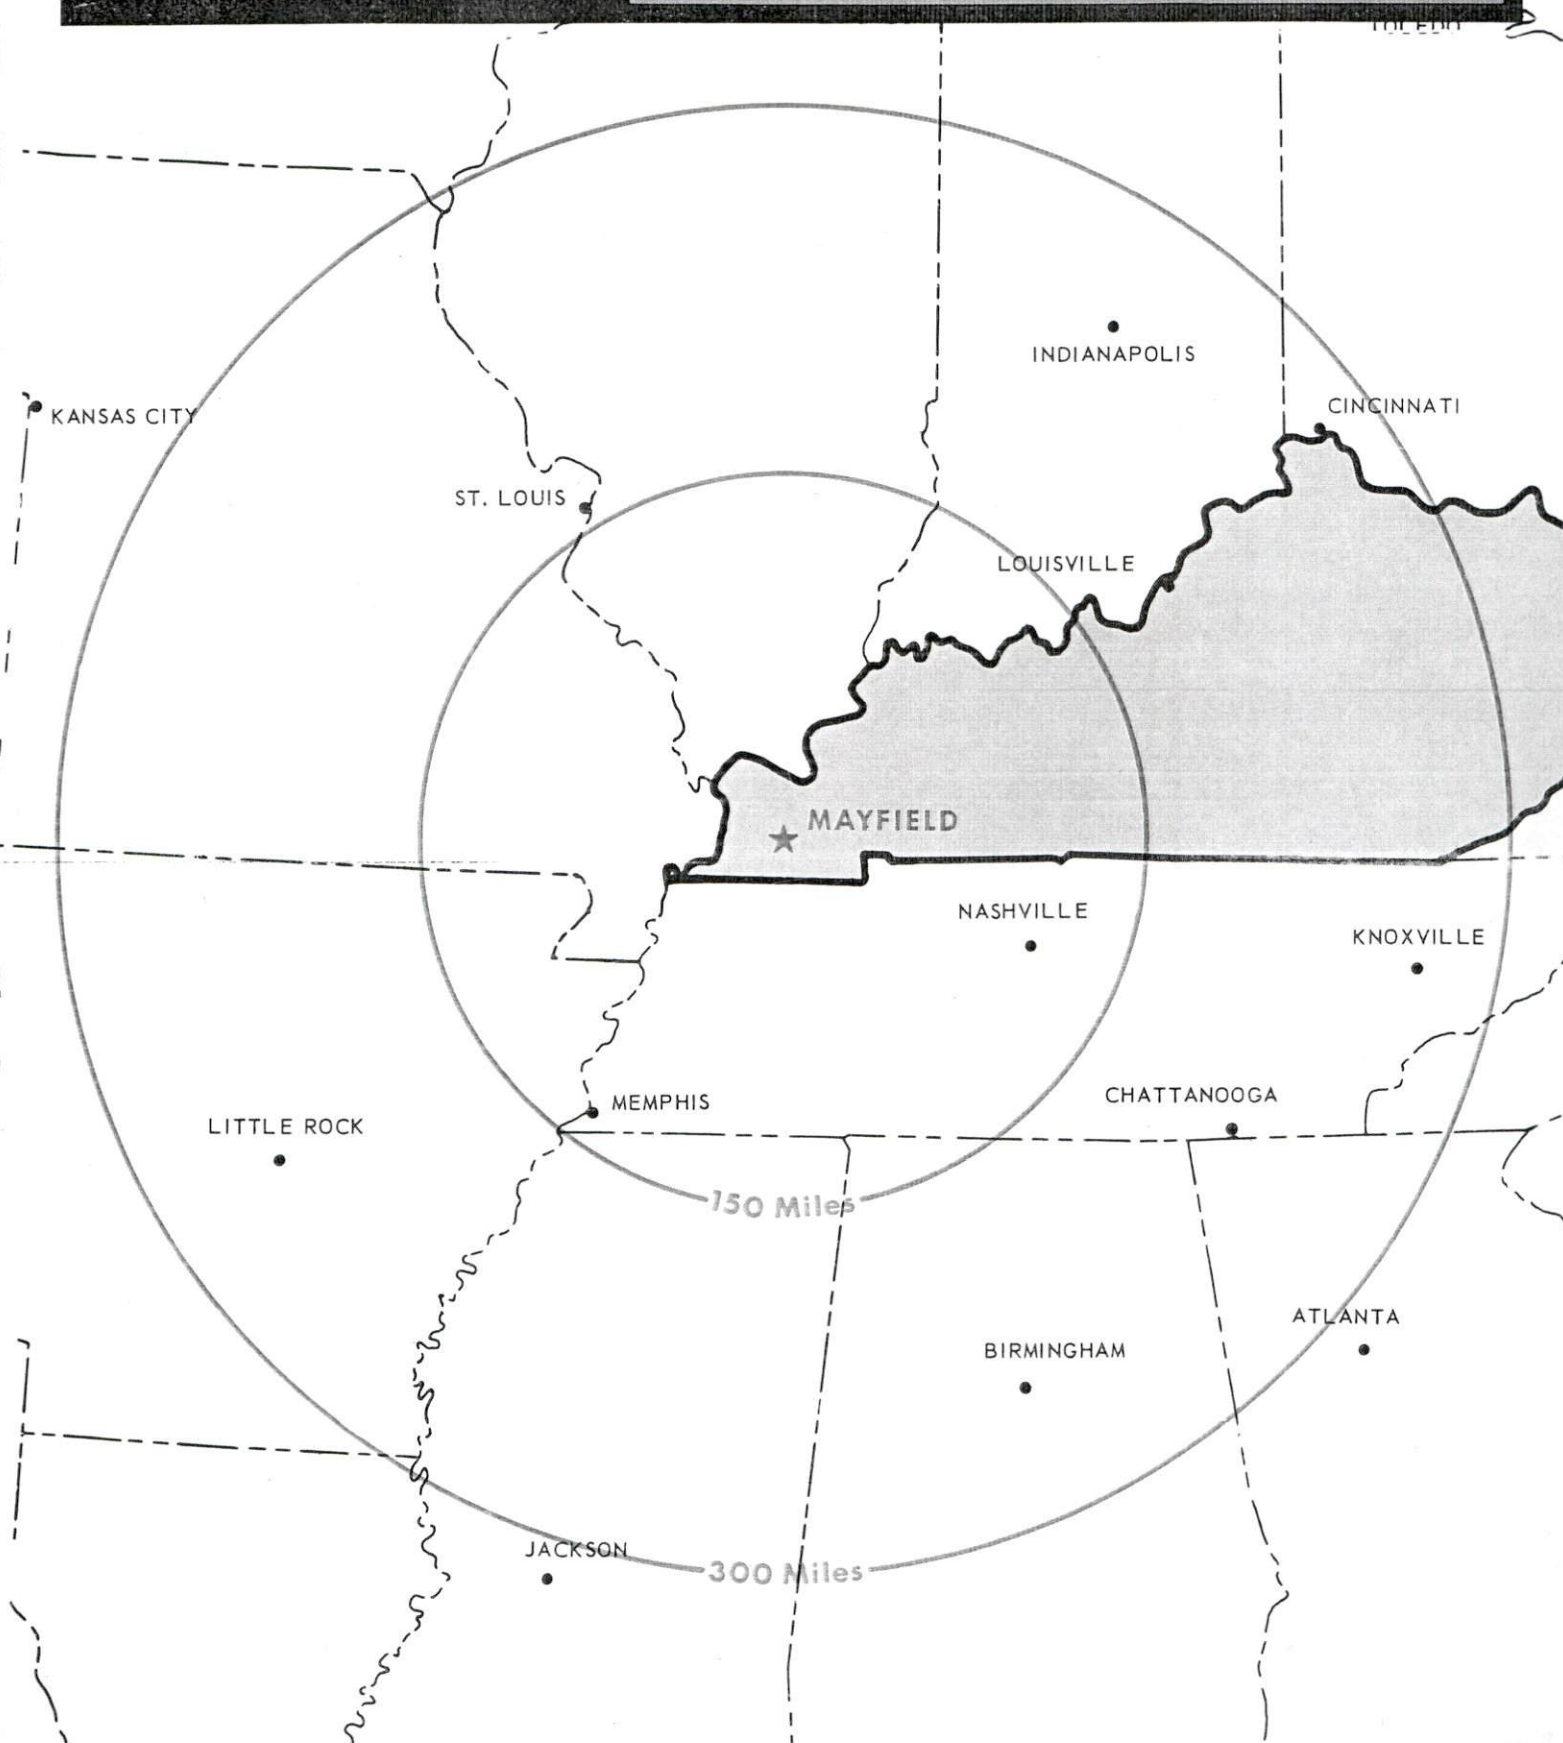 TOLEDO
INDIANAPOLIS
CINCINNATI
KANSAS CITY
ST. LOUIS
LOUISVILLE
MAYFIELD
NASHVILLE
KNOXVILLE
MEMPHIS
CHATTANOOGA
LITTLE ROCK
150 Miles
ATLANTA
BIRMINGHAM
JACKSON
300 Miles